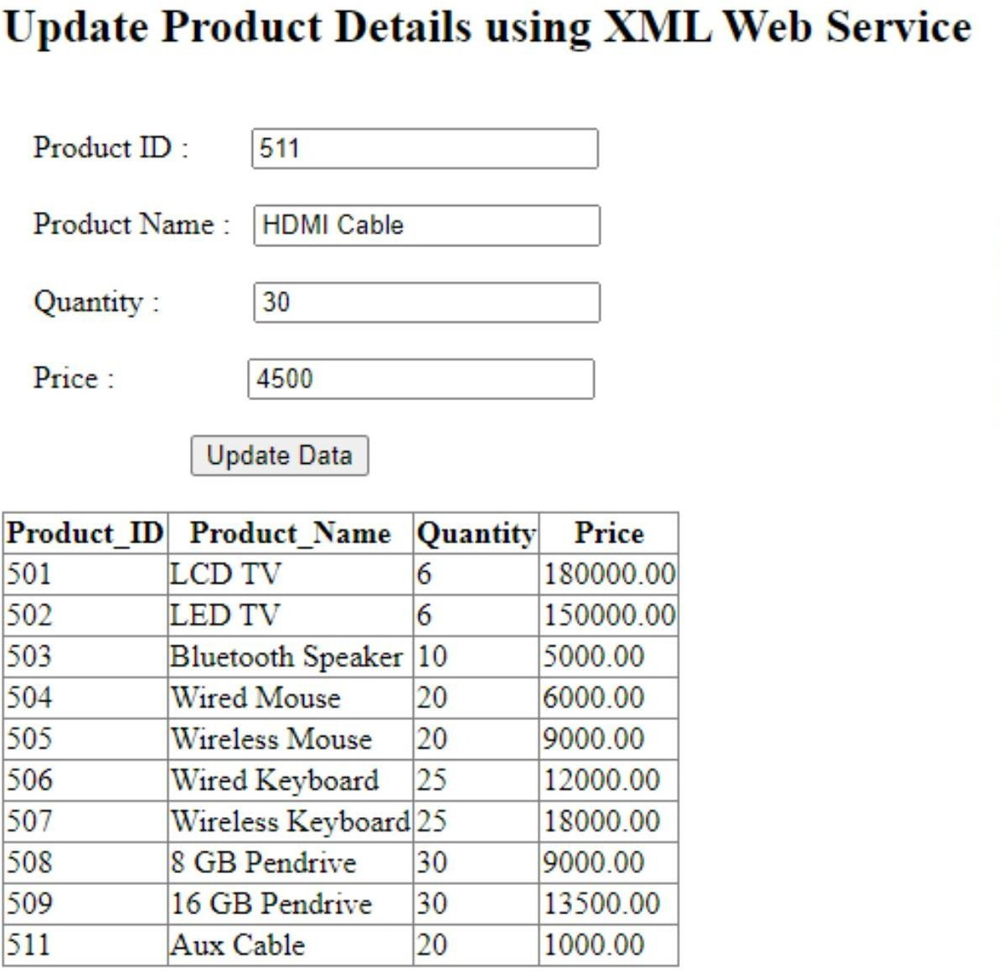 Update Product Details using XML Web Service
Product ID : 511
Product Name : HDMI Cable
Quantity : 30
Price : 4500
Update Data
Product_ID Product_Name Quantity Price
501 LCD TV 6 180000.00
502 LED TV 6 150000.00
503 Bluetooth Speaker 10 5000.00
504 Wired Mouse 20 6000.00
505 Wireless Mouse 20 9000.00
506 Wired Keyboard 25 12000.00
507 Wireless Keyboard 25 18000.00
508 8 GB Pendrive 30 9000.00
509 16 GB Pendrive 30 13500.00
511 Aux Cable 20 1000.00